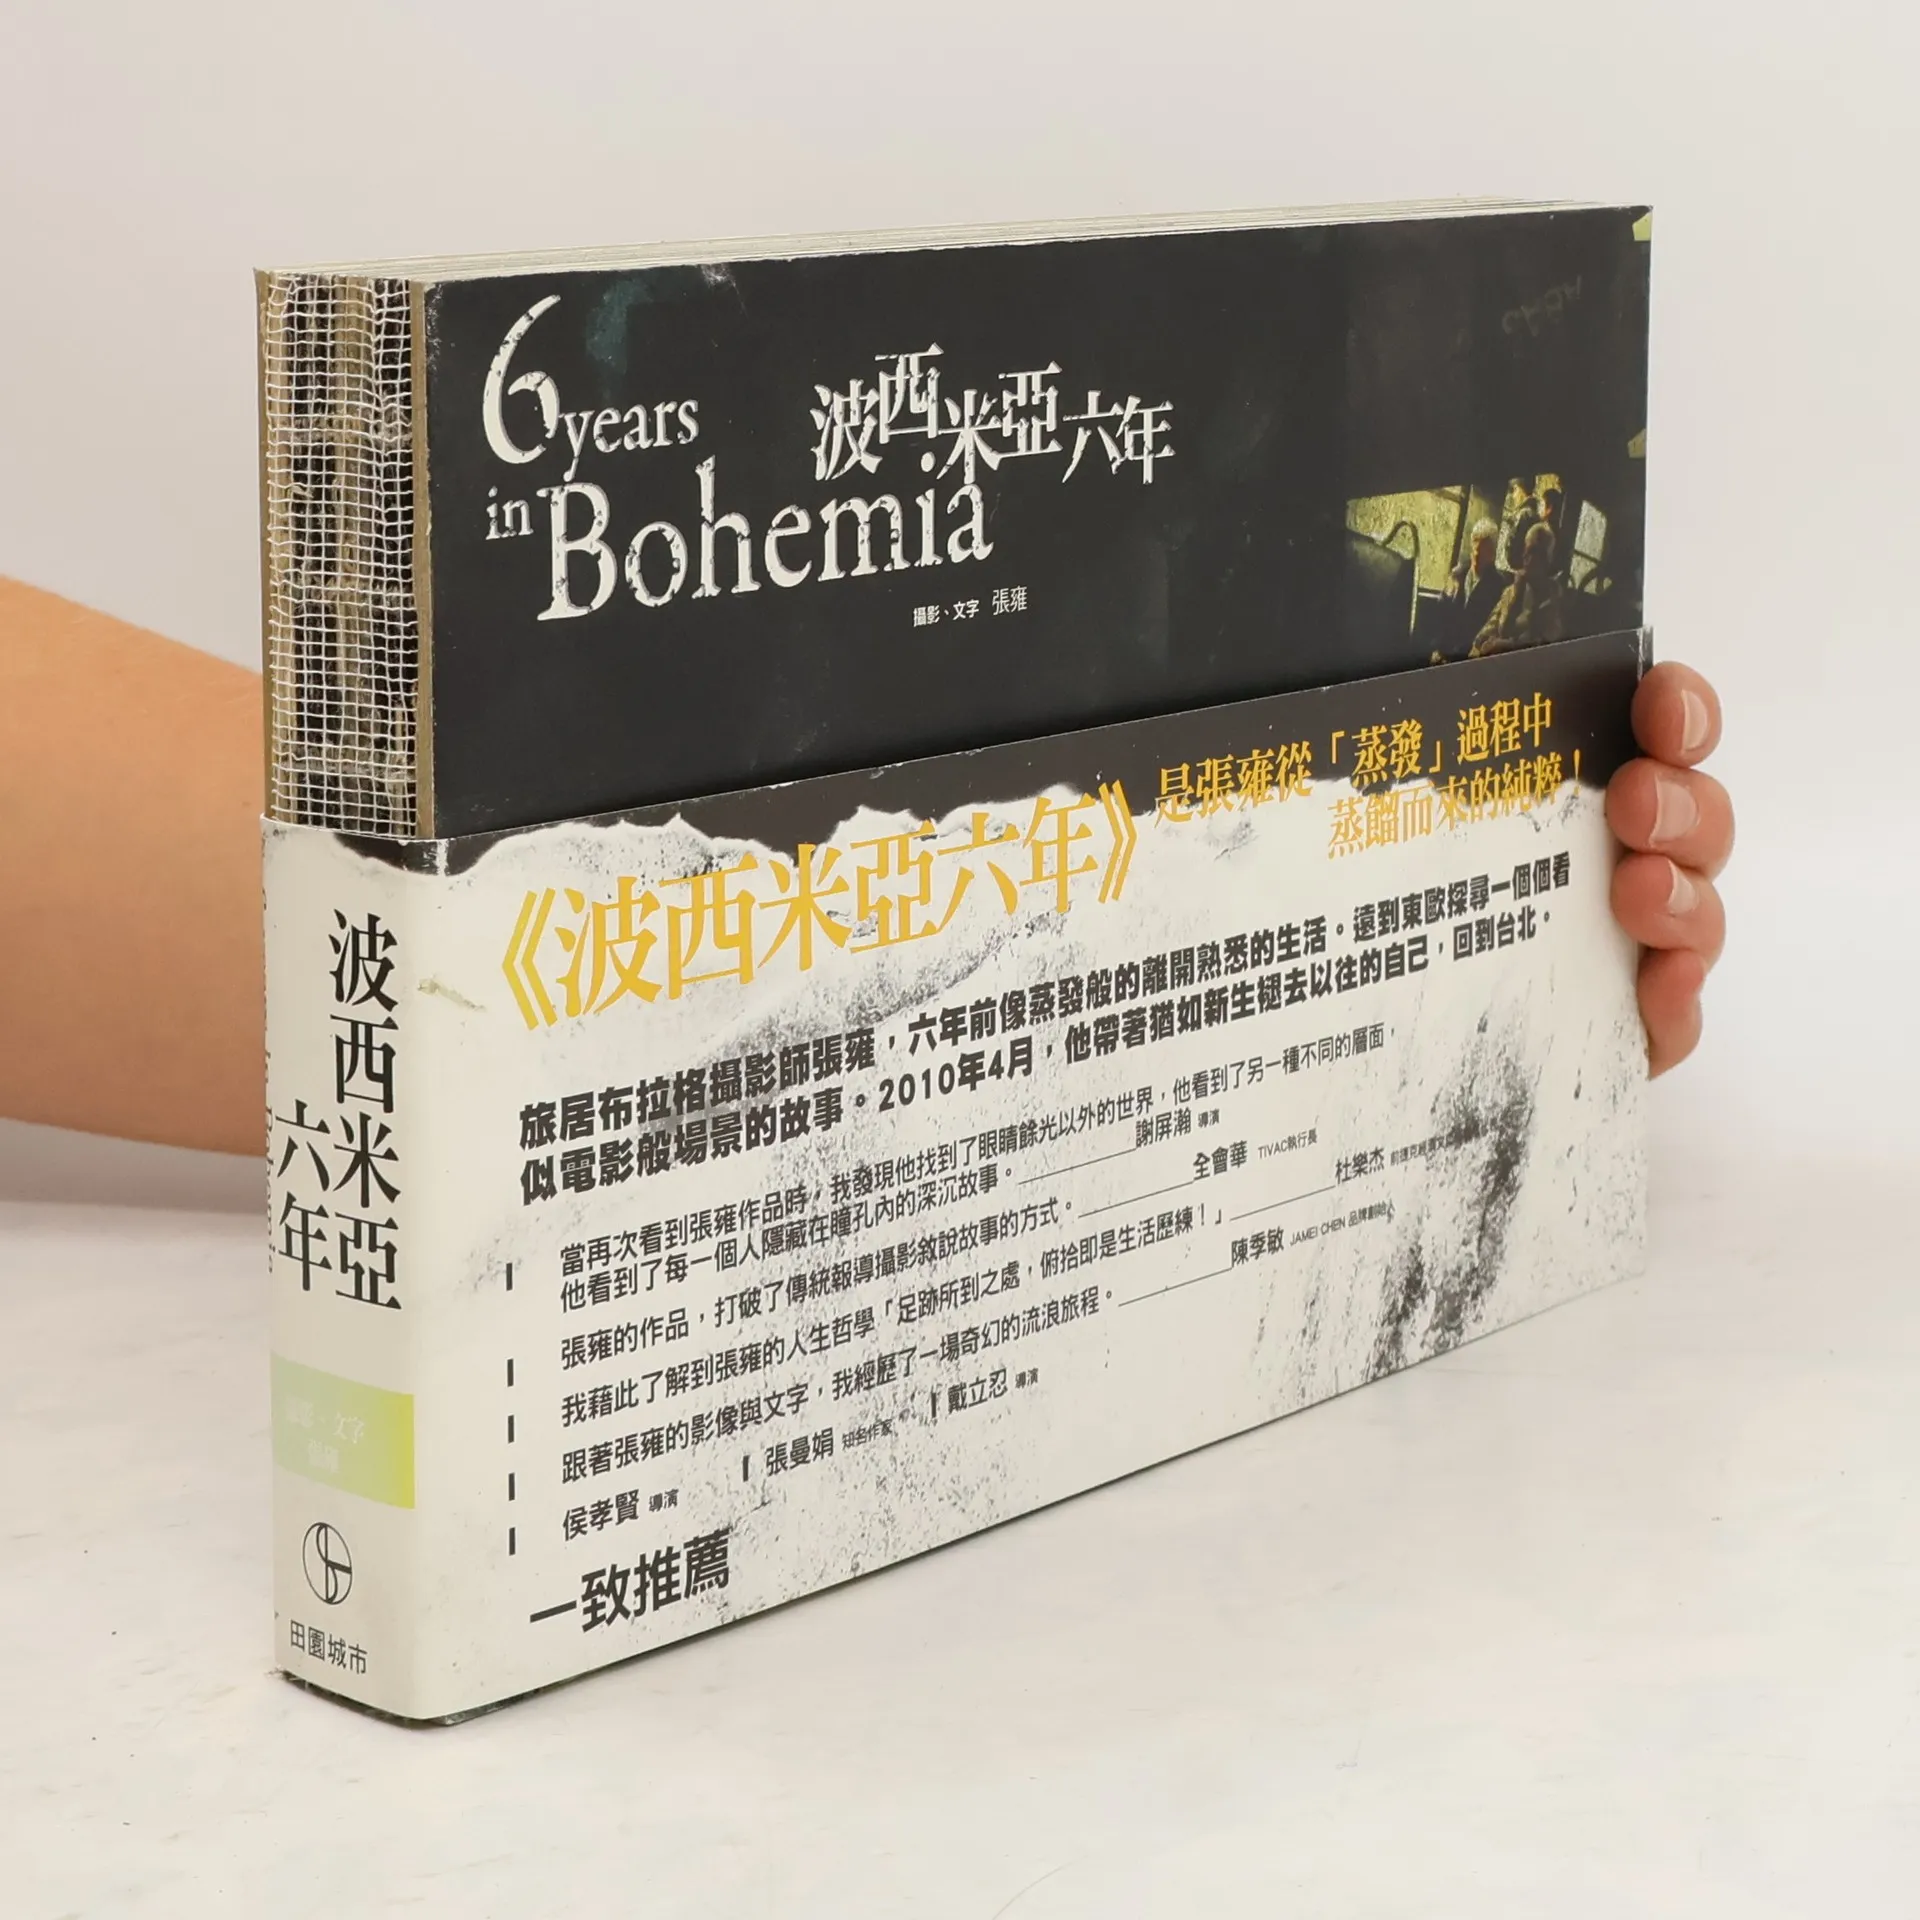 6 years
in Bohemia
波西米亞六年
攝影、文字 張雍
《波西米亞六年》是張雍從「蒸發」過程中
蒸餾而來的純粹！
旅居布拉格攝影師張雍，六年前像蒸發般的離開熟悉的生活。遠到東歐探尋一個個看
似電影般場景的故事。2010年4月，他帶著猶如新生褪去以往的自己，回到台北。
當再次看到張雍作品時，我發現他找到了眼睛餘光以外的世界，他看到了另一種不同的層面，
他看到了每一個人隱藏在瞳孔內的深沉故事。 謝屏瀚 導演
張雍的作品，打破了傳統報導攝影敘說故事的方式。 全會華 TIVAC執行長
我藉此了解到張雍的人生哲學「足跡所到之處，俯拾即是生活歷練！」 杜樂杰
跟著張雍的影像與文字，我經歷了一場奇幻的流浪旅程。 陳季敏 JAMEI CHEN 品牌創始人
侯孝賢 導演 張曼娟 知名作家 戴立忍 導演
一致推薦
波西米亞
六年
田園城市